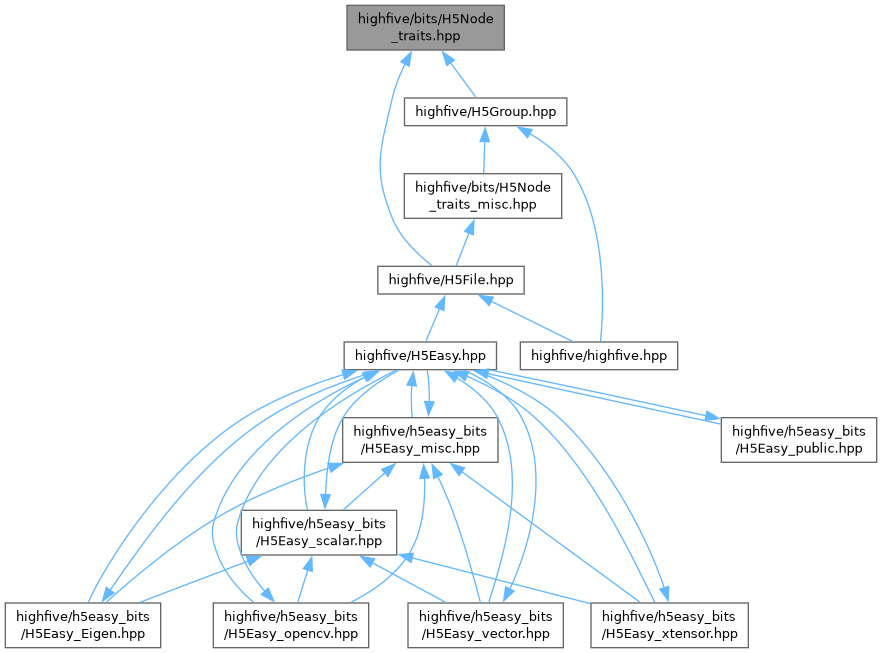 highfive/bits/H5Node
_traits.hpp
highfive/H5Group.hpp
highfive/bits/H5Node
_traits_misc.hpp
highfive/H5File.hpp
highfive/H5Easy.hpp
highfive/highfive.hpp
highfive/h5easy_bits
/H5Easy_misc.hpp
highfive/h5easy_bits
/H5Easy_public.hpp
highfive/h5easy_bits
/H5Easy_scalar.hpp
highfive/h5easy_bits
/H5Easy_Eigen.hpp
highfive/h5easy_bits
/H5Easy_opencv.hpp
highfive/h5easy_bits
/H5Easy_vector.hpp
highfive/h5easy_bits
/H5Easy_xtensor.hpp